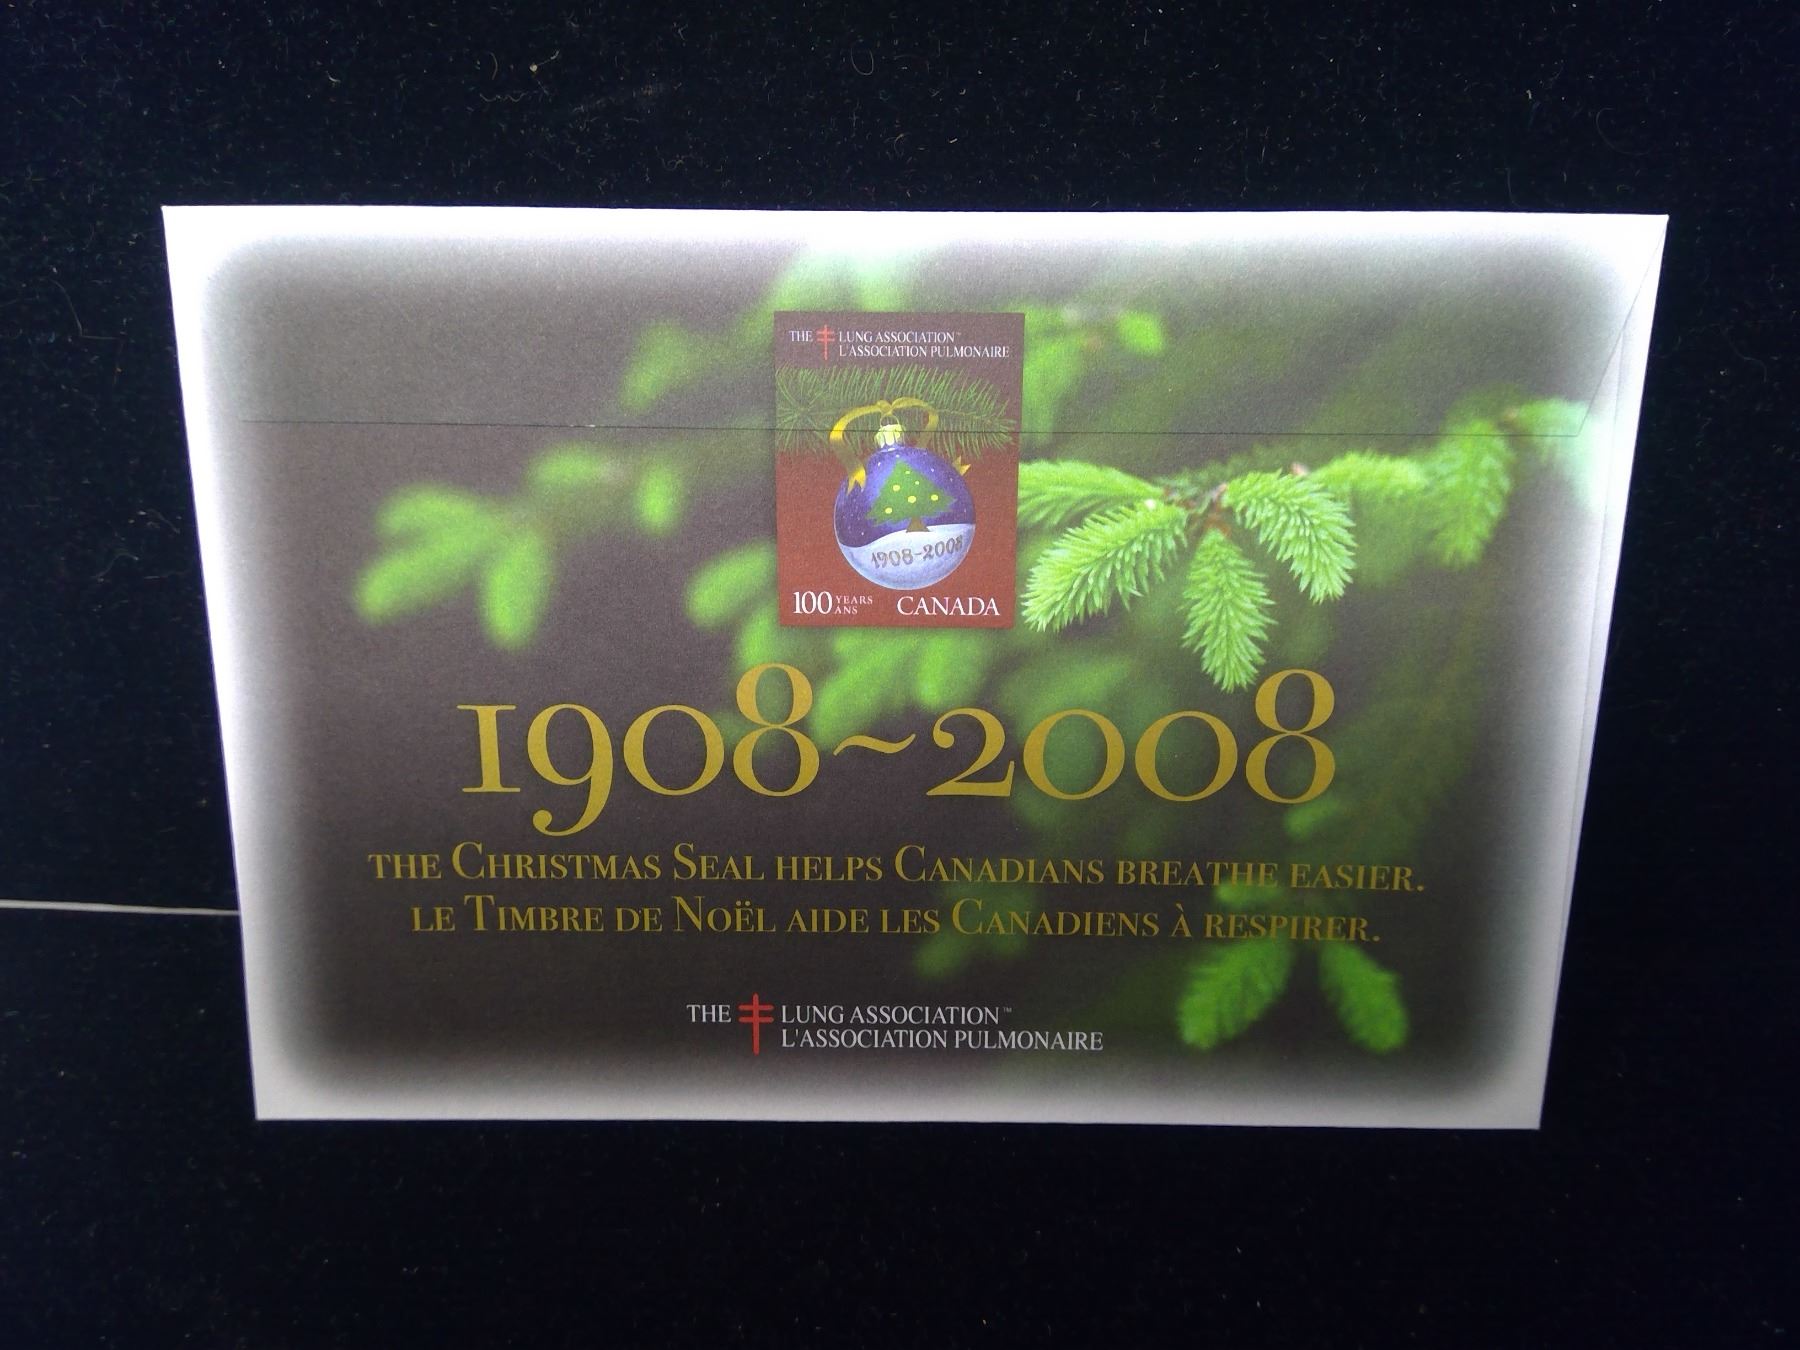 THE LUNG ASSOCIATION™
L'ASSOCIATION PULMONAIRE
1908-2008
100 YEARS ANS CANADA
1908~2008
THE CHRISTMAS SEAL HELPS CANADIANS BREATHE EASIER.
LE TIMBRE DE NOËL AIDE LES CANADIENS À RESPIRER.
THE LUNG ASSOCIATION™
L'ASSOCIATION PULMONAIRE